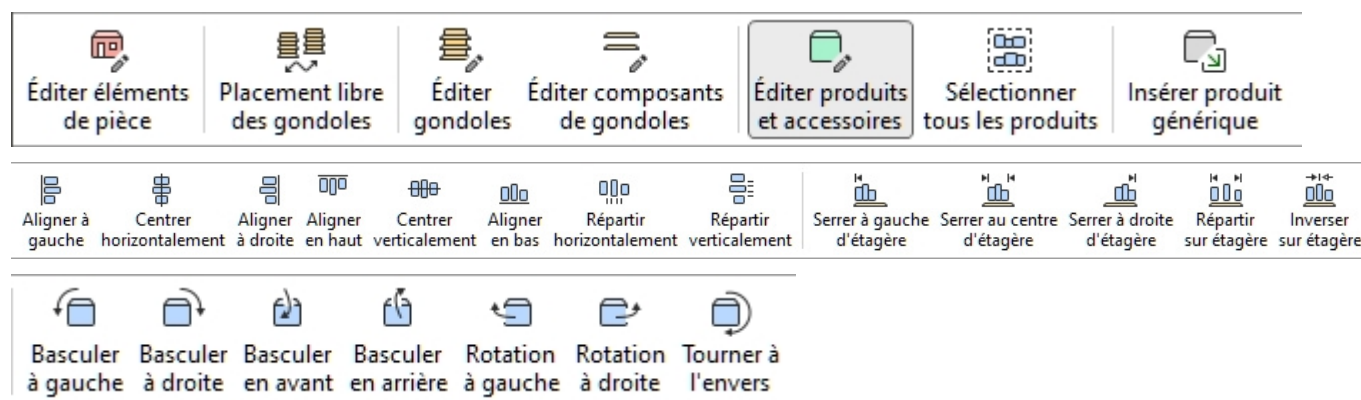 Éditer éléments Placement libre Éditer Éditer composants Éditer produits Sélectionner Insérer produit
de pièce des gondoles gondoles de gondoles et accessoires tous les produits générique
Aligner à Centrer Aligner Aligner Centrer Aligner Répartir Répartir Serrer à gauche Serrer au centre Serrer à droite Répartir Inverser
gauche horizontalement à droite en haut verticalement en bas horizontalement verticalement d'étagère d'étagère d'étagère sur étagère sur étagère
Basculer Basculer Basculer Basculer Rotation Rotation Tourner à
à gauche à droite en avant en arrière à gauche à droite l'envers